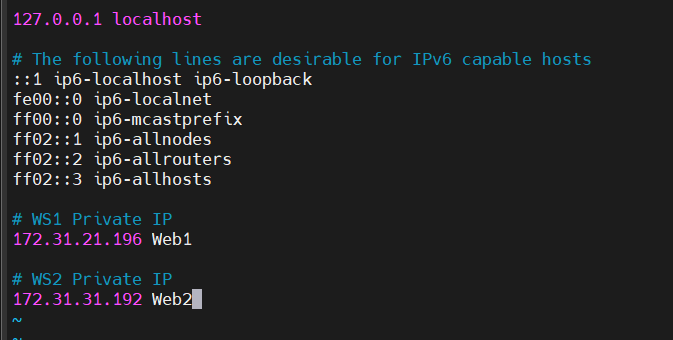 127.0.0.1 localhost
# The following lines are desirable for IPv6 capable hosts
::1 ip6-localhost ip6-loopback
fe00::0 ip6-localnet
ff00::0 ip6-mcastprefix
ff02::1 ip6-allnodes
ff02::2 ip6-allrouters
ff02::3 ip6-allhosts
# WS1 Private IP
172.31.21.196 Web1
# WS2 Private IP
172.31.31.192 Web2
~
~